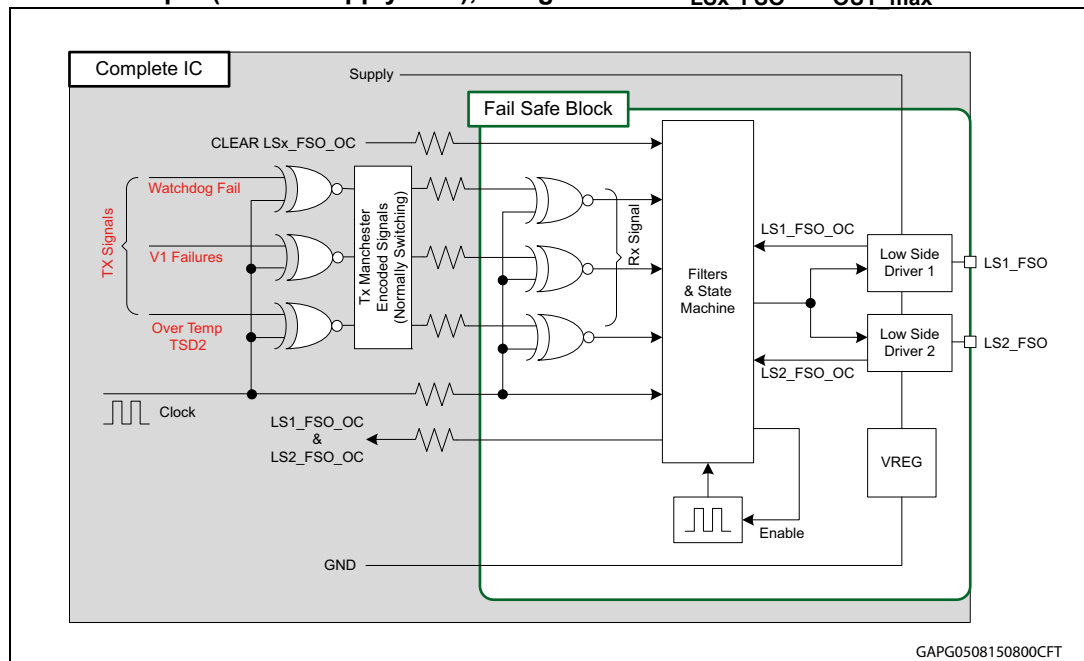 Complete IC
Supply
Fail Safe Block
CLEAR LSx_FSO_OC
Watchdog Fail
V1 Failures
Over Temp
TSD2
TX Signals
Tx Manchester
Encoded Signals
(Normally Switching)
Rx Signal
Filters
& State
Machine
LS1_FSO_OC
Low Side
Driver 1
LS1_FSO
Low Side
Driver 2
LS2_FSO
LS2_FSO_OC
Clock
LS1_FSO_OC
&
LS2_FSO_OC
VREG
Enable
GND
GAPG0508150800CFT